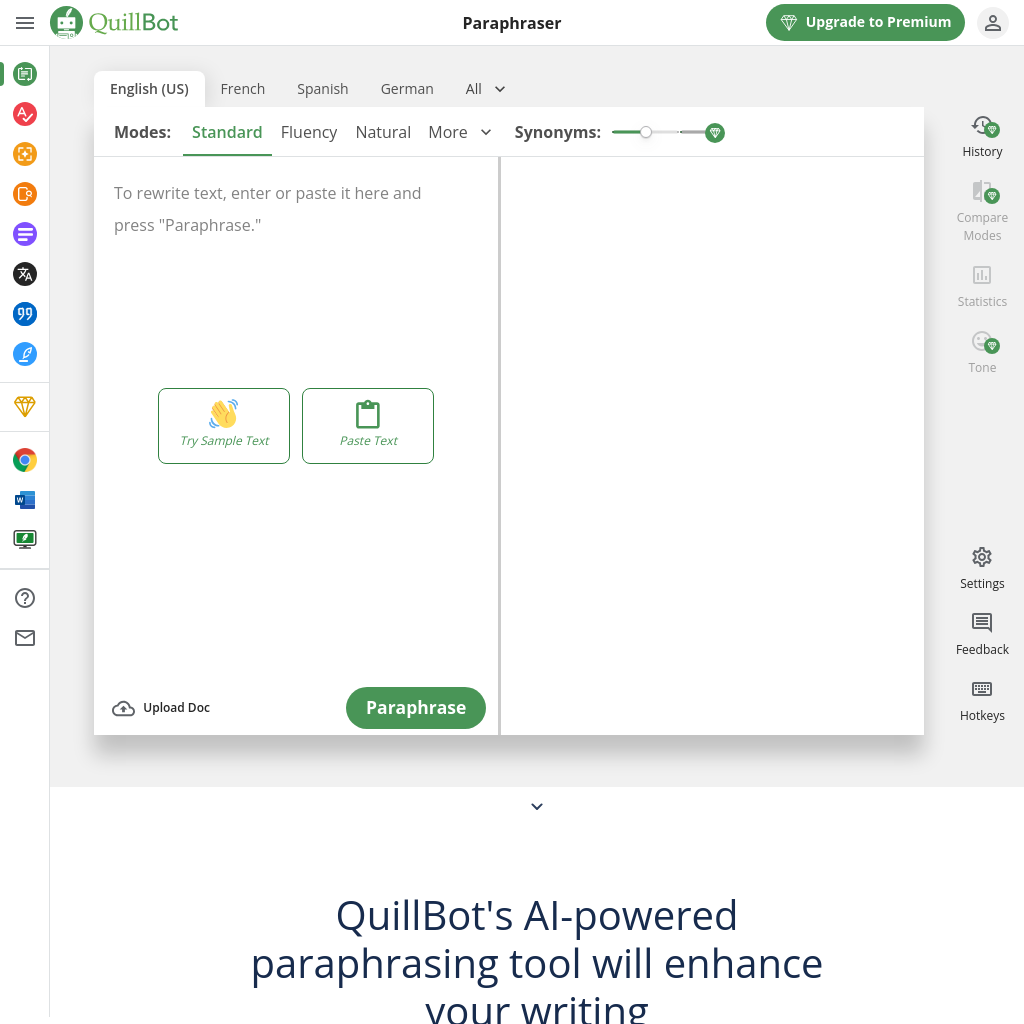 QuillBot
Paraphraser
Upgrade to Premium
English (US)
French
Spanish
German
All
Modes:
Standard
Fluency
Natural
More
Synonyms:
To rewrite text, enter or paste it here and
press "Paraphrase."
Try Sample Text
Paste Text
Upload Doc
Paraphrase
History
Compare
Modes
Statistics
Tone
Settings
Feedback
Hotkeys
W
QuillBot's AI-powered
paraphrasing tool will enhance
your writing